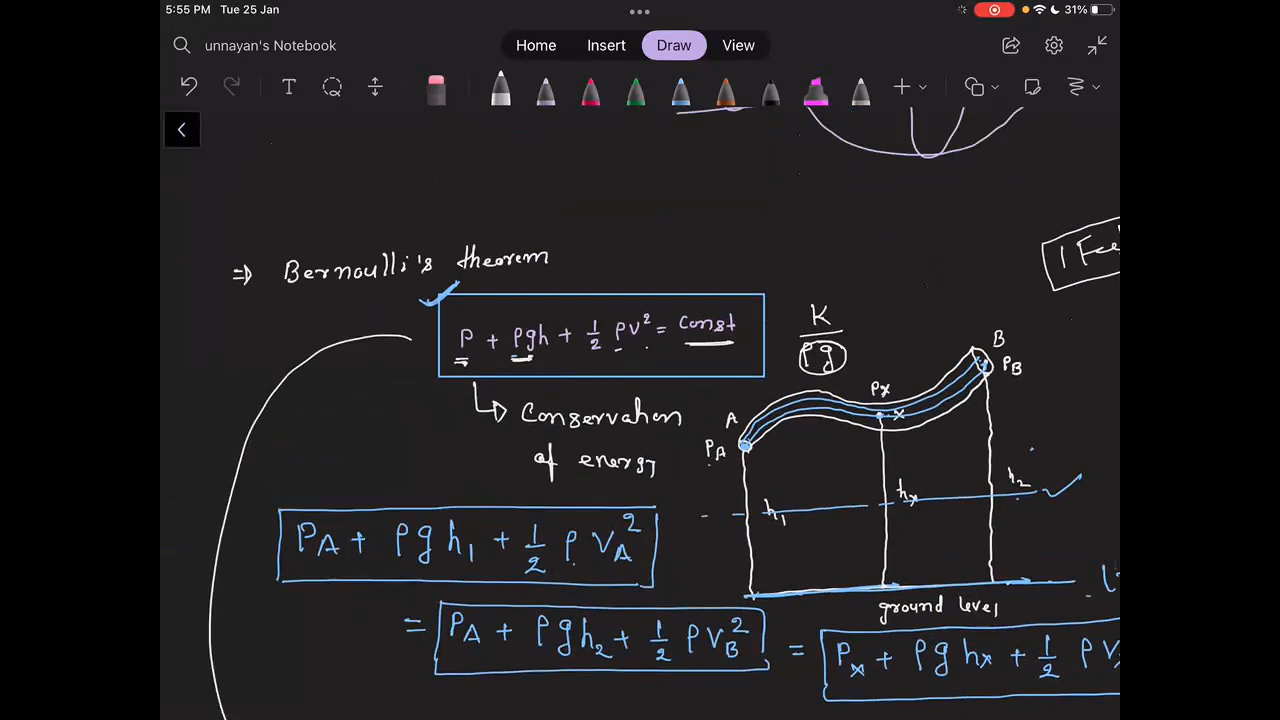 5:55 PM Tue 25 Jan
31%
unnayan's Notebook
Home Insert Draw View
T
⇒ Bernoulli's theorem
P + ρgh + 1/2 ρv² = Const
Conservation
of energy
K/ρg
1
A
PA
Px
x
B
PB
h1
hx
h2
ground level
PA + ρgh1 + 1/2 ρVA²
= PA + ρgh2 + 1/2 ρVB² = Px + ρghx + 1/2 ρV